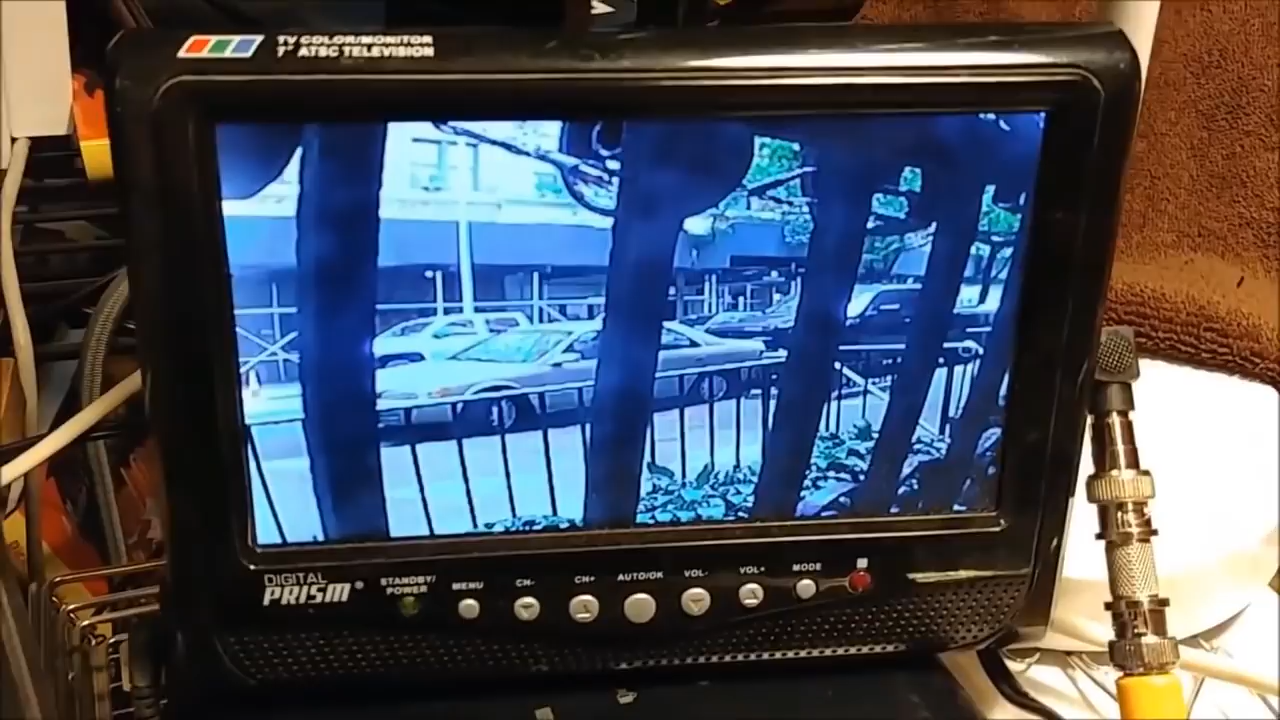 TV COLOR/MONITOR
7" ATSC TELEVISION
DIGITAL
PRISM®
STANDBY/
POWER
MENU
CH-
CH+
AUTO/OK
VOL-
VOL+
MODE